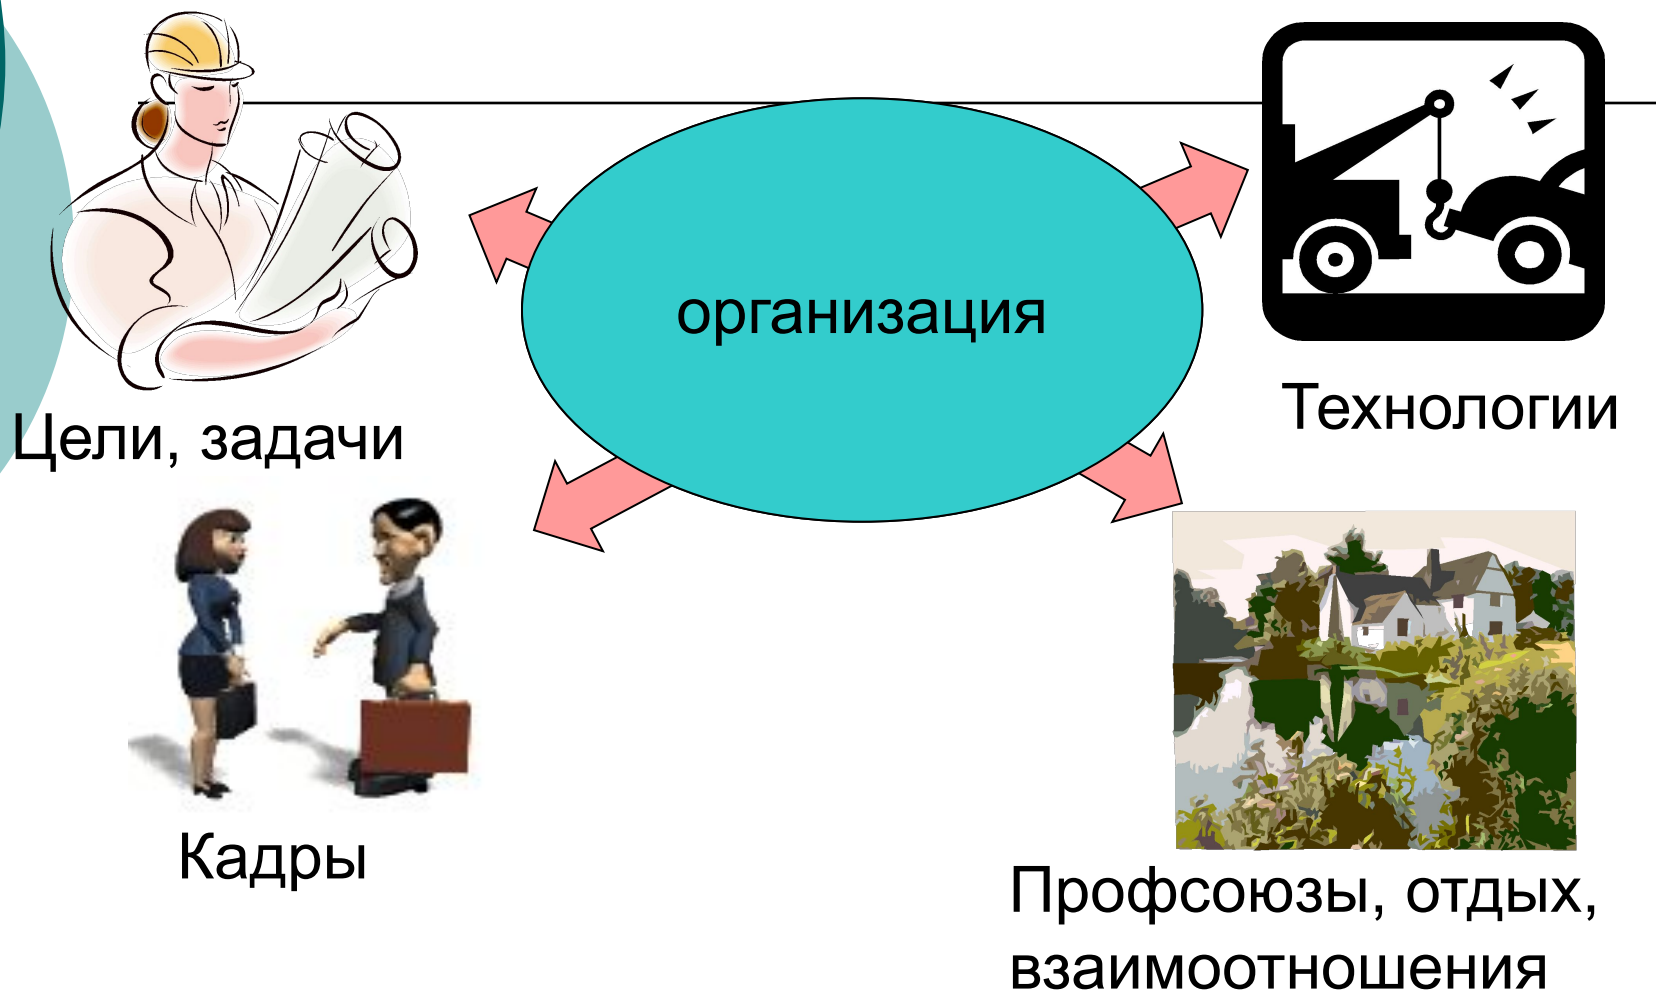 организация
Технологии
Цели, задачи
Кадры
Профсоюзы, отдых,
взаимоотношения